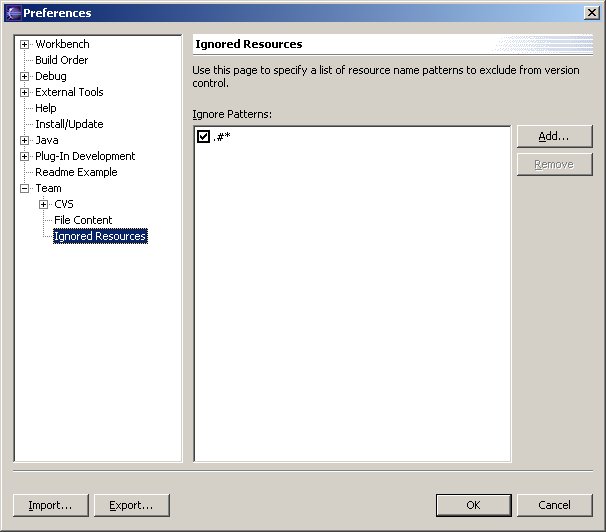 Preferences
Workbench
Build Order
Debug
External Tools
Help
Install/Update
Java
Plug-In Development
Readme Example
Team
CVS
File Content
Ignored Resources
Ignored Resources
Use this page to specify a list of resource name patterns to exclude from version
control.
Ignore Patterns:
.#*
Add...
Remove
Import...
Export...
OK
Cancel